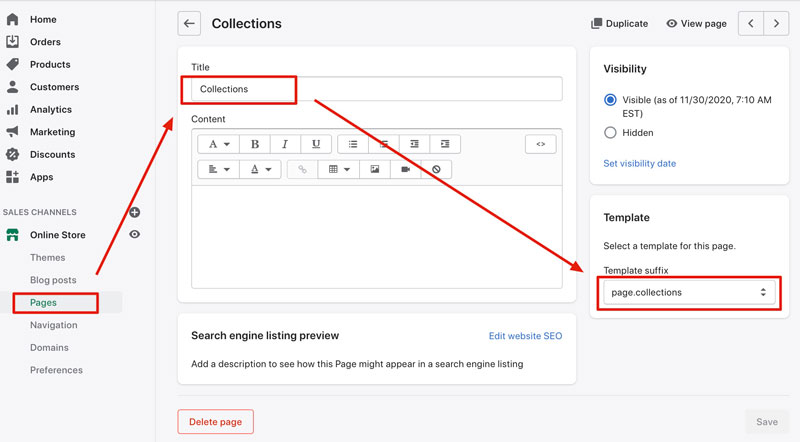 Home
Orders
Products
Customers
Analytics
Marketing
Discounts
Apps
SALES CHANNELS
Online Store
Themes
Blog posts
Pages
Navigation
Domains
Preferences
Collections
Duplicate
View page
Title
Collections
Content
A B I U <>
A
Search engine listing preview
Edit website SEO
Add a description to see how this Page might appear in a search engine listing
Visibility
Visible (as of 11/30/2020, 7:10 AM
EST)
Hidden
Set visibility date
Template
Select a template for this page.
Template suffix
page.collections
Delete page
Save